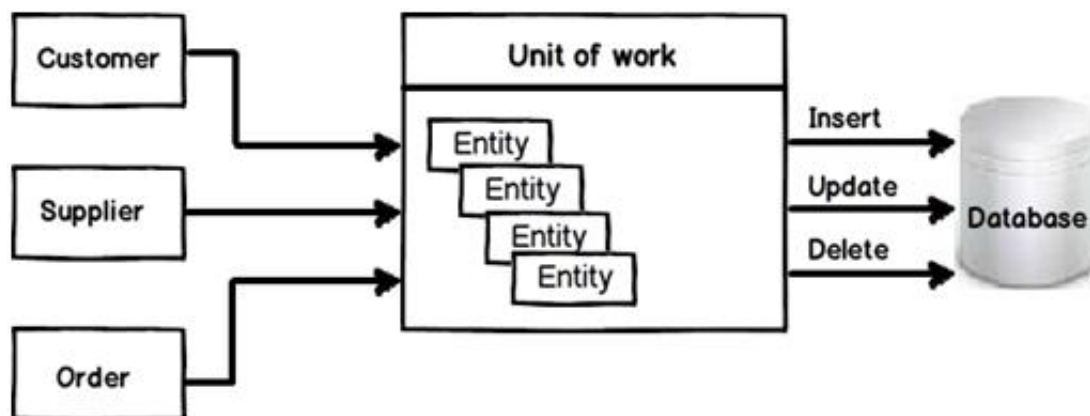 Customer
Supplier
Order
Unit of work
Entity
Entity
Entity
Entity
Insert
Update
Delete
Database